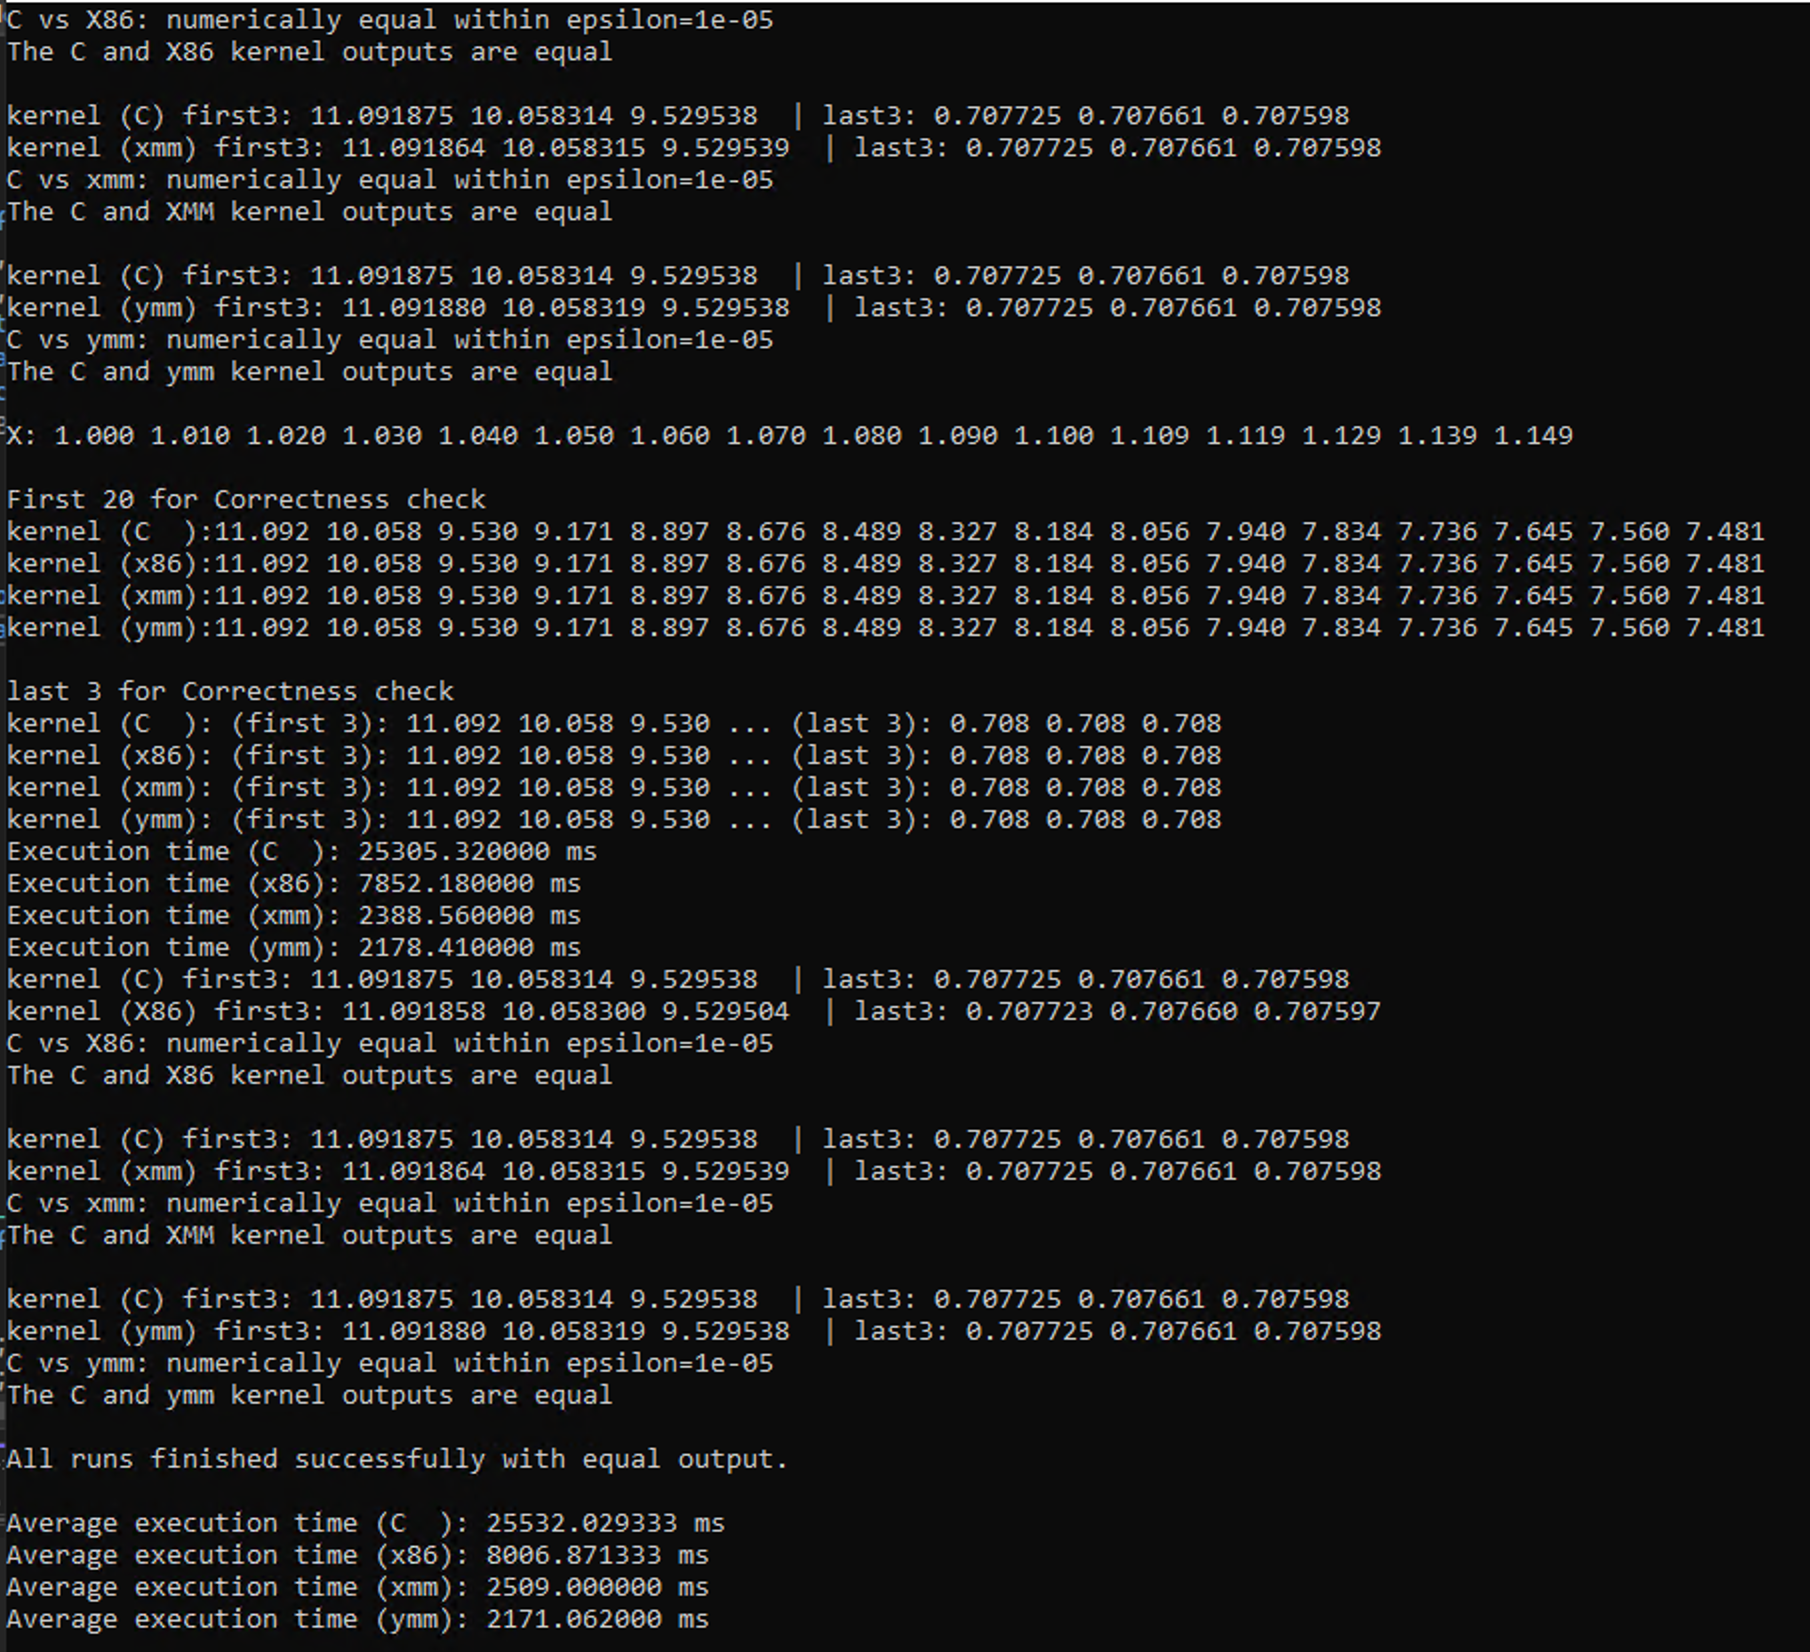 C vs X86: numerically equal within epsilon=1e-05
The C and X86 kernel outputs are equal
kernel (C) first3: 11.091875 10.058314 9.529538  | last3: 0.707725 0.707661 0.707598
kernel (xmm) first3: 11.091864 10.058315 9.529539  | last3: 0.707725 0.707661 0.707598
C vs xmm: numerically equal within epsilon=1e-05
The C and XMM kernel outputs are equal
kernel (C) first3: 11.091875 10.058314 9.529538  | last3: 0.707725 0.707661 0.707598
kernel (ymm) first3: 11.091880 10.058319 9.529538  | last3: 0.707725 0.707661 0.707598
C vs ymm: numerically equal within epsilon=1e-05
The C and ymm kernel outputs are equal
X: 1.000 1.010 1.020 1.030 1.040 1.050 1.060 1.070 1.080 1.090 1.100 1.109 1.119 1.129 1.139 1.149
First 20 for Correctness check
kernel (C  ):11.092 10.058 9.530 9.171 8.897 8.676 8.489 8.327 8.184 8.056 7.940 7.834 7.736 7.645 7.560 7.481
kernel (x86):11.092 10.058 9.530 9.171 8.897 8.676 8.489 8.327 8.184 8.056 7.940 7.834 7.736 7.645 7.560 7.481
kernel (xmm):11.092 10.058 9.530 9.171 8.897 8.676 8.489 8.327 8.184 8.056 7.940 7.834 7.736 7.645 7.560 7.481
kernel (ymm):11.092 10.058 9.530 9.171 8.897 8.676 8.489 8.327 8.184 8.056 7.940 7.834 7.736 7.645 7.560 7.481
last 3 for Correctness check
kernel (C  ): (first 3): 11.092 10.058 9.530 ... (last 3): 0.708 0.708 0.708
kernel (x86): (first 3): 11.092 10.058 9.530 ... (last 3): 0.708 0.708 0.708
kernel (xmm): (first 3): 11.092 10.058 9.530 ... (last 3): 0.708 0.708 0.708
kernel (ymm): (first 3): 11.092 10.058 9.530 ... (last 3): 0.708 0.708 0.708
Execution time (C  ): 25305.320000 ms
Execution time (x86): 7852.180000 ms
Execution time (xmm): 2388.560000 ms
Execution time (ymm): 2178.410000 ms
kernel (C) first3: 11.091875 10.058314 9.529538  | last3: 0.707725 0.707661 0.707598
kernel (X86) first3: 11.091858 10.058300 9.529504  | last3: 0.707723 0.707660 0.707597
C vs X86: numerically equal within epsilon=1e-05
The C and X86 kernel outputs are equal
kernel (C) first3: 11.091875 10.058314 9.529538  | last3: 0.707725 0.707661 0.707598
kernel (xmm) first3: 11.091864 10.058315 9.529539  | last3: 0.707725 0.707661 0.707598
C vs xmm: numerically equal within epsilon=1e-05
The C and XMM kernel outputs are equal
kernel (C) first3: 11.091875 10.058314 9.529538  | last3: 0.707725 0.707661 0.707598
kernel (ymm) first3: 11.091880 10.058319 9.529538  | last3: 0.707725 0.707661 0.707598
C vs ymm: numerically equal within epsilon=1e-05
The C and ymm kernel outputs are equal
All runs finished successfully with equal output.
Average execution time (C  ): 25532.029333 ms
Average execution time (x86): 8006.871333 ms
Average execution time (xmm): 2509.000000 ms
Average execution time (ymm): 2171.062000 ms